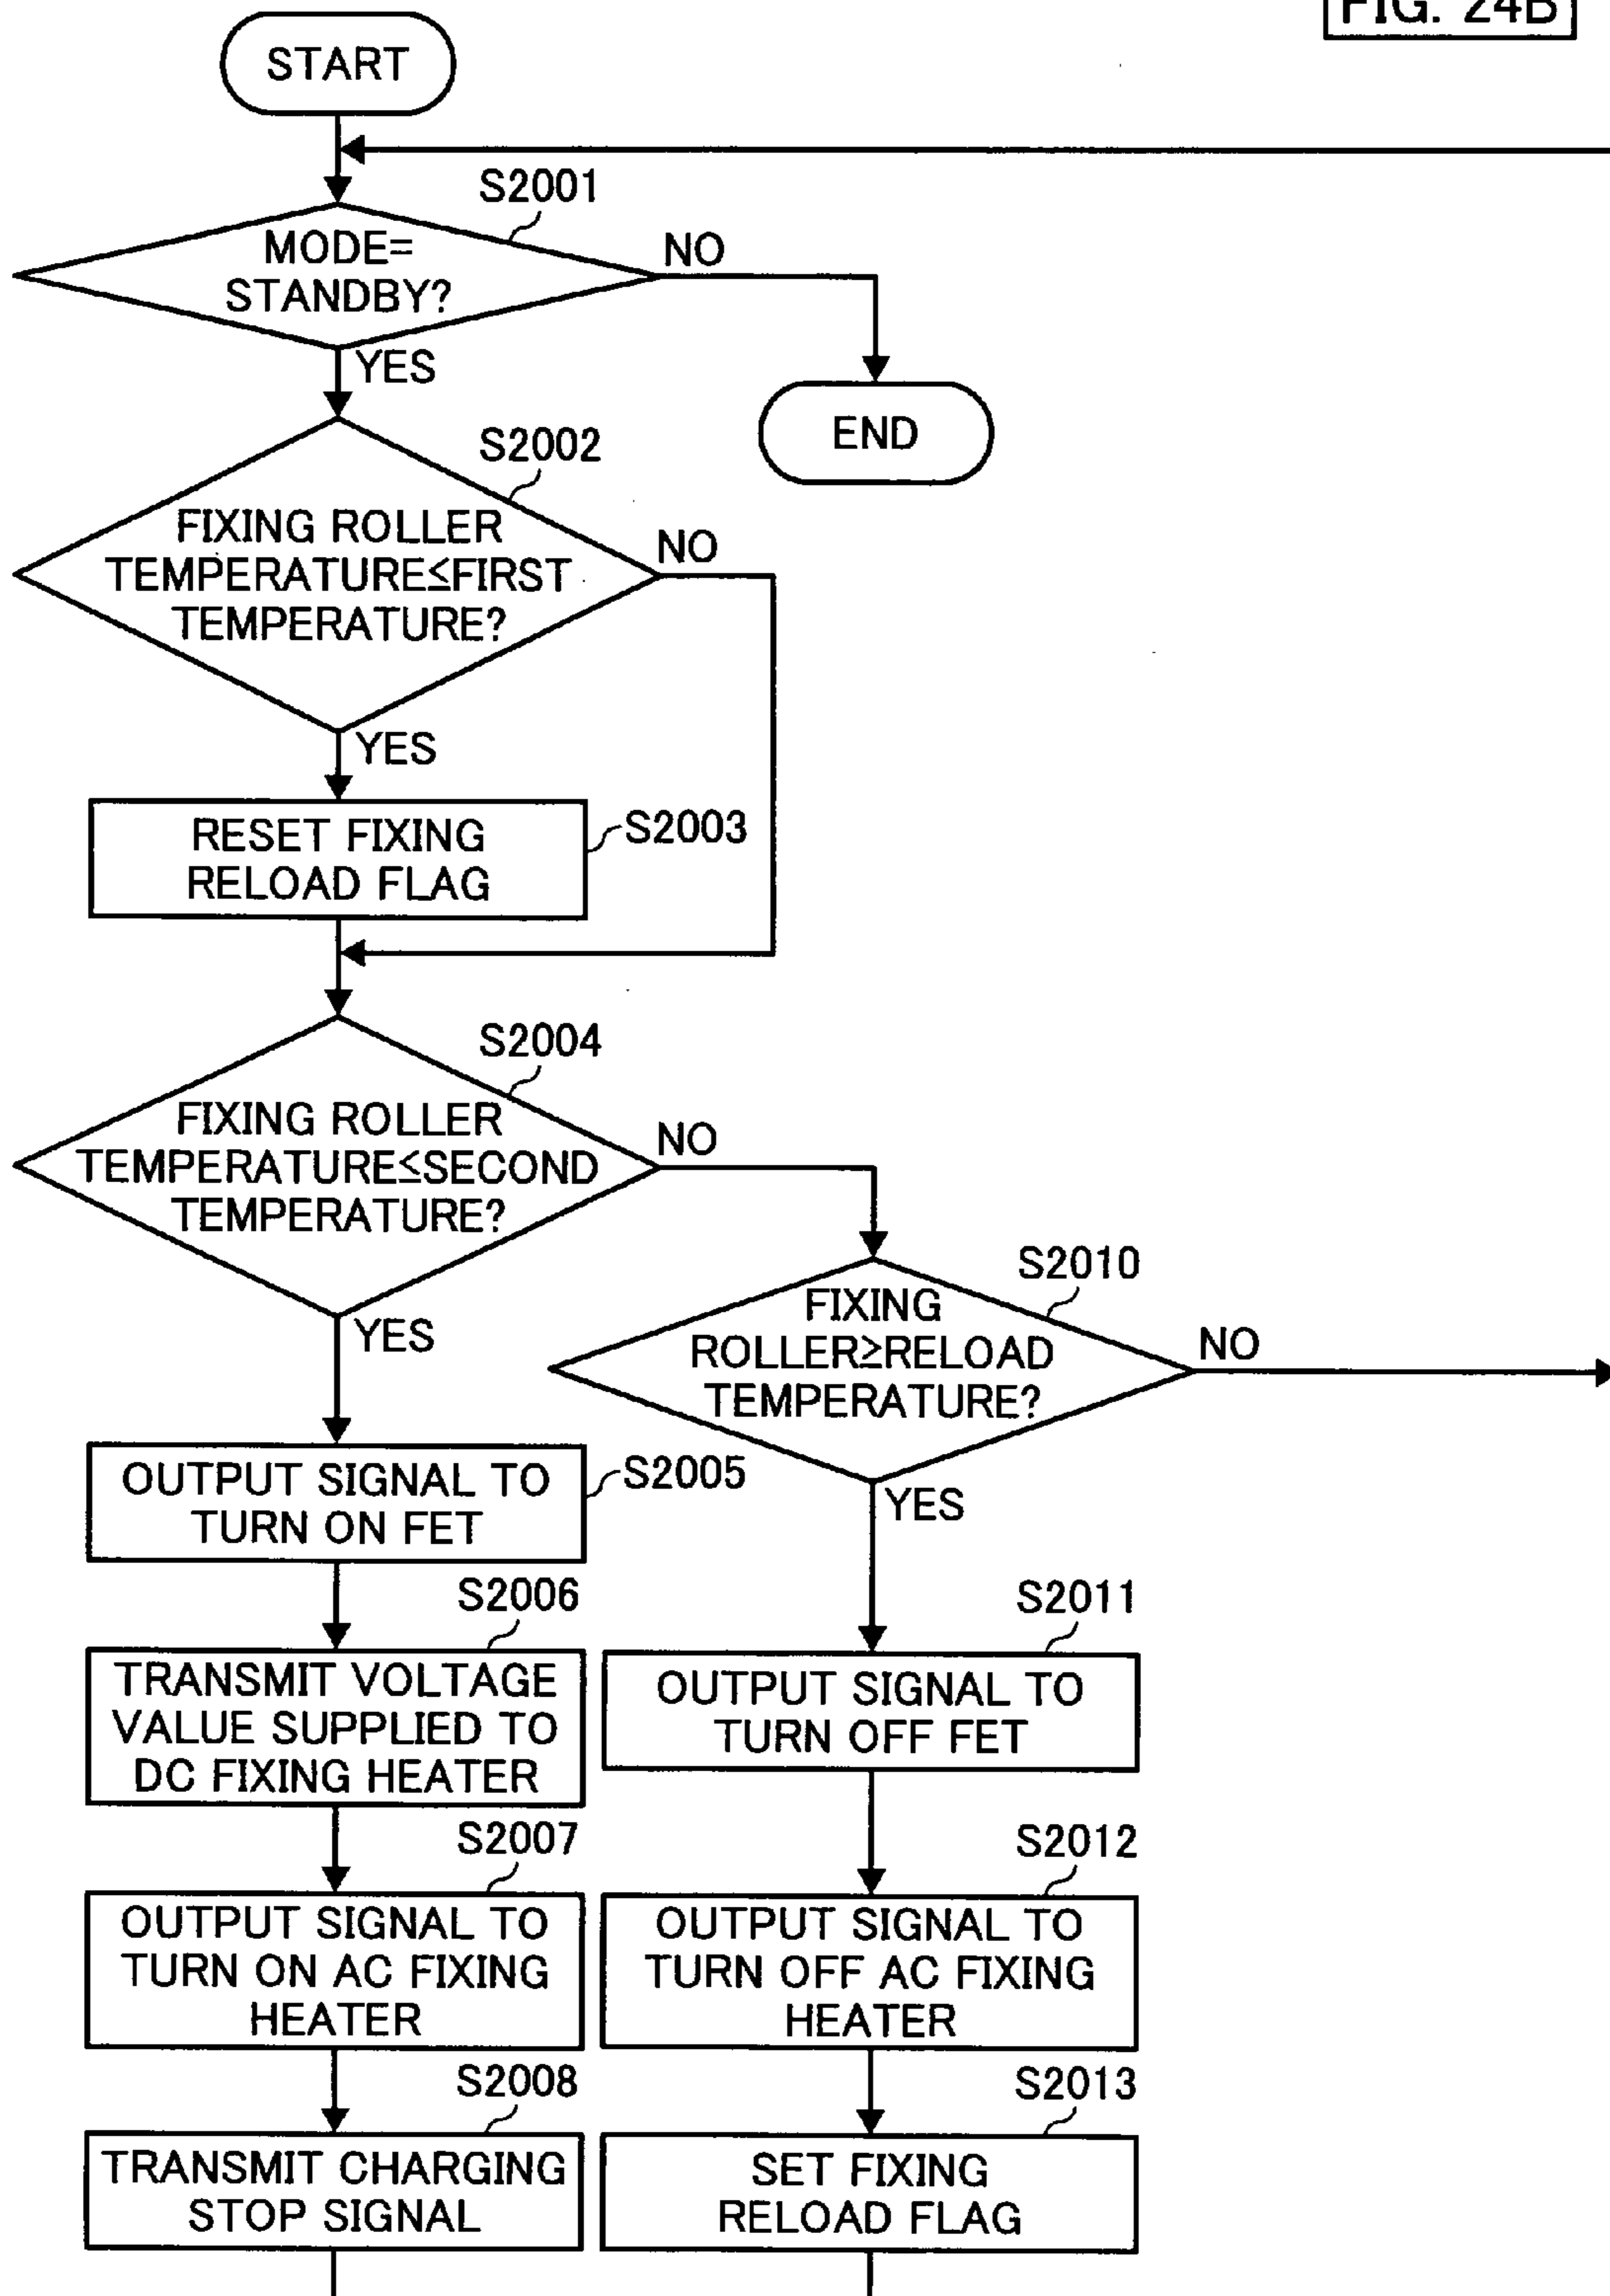 FIG. 24B
START
S2001
MODE=
STANDBY?
NO
YES
END
S2002
FIXING ROLLER
TEMPERATURE≤FIRST
TEMPERATURE?
NO
YES
RESET FIXING
RELOAD FLAG
S2003
S2004
FIXING ROLLER
TEMPERATURE≤SECOND
TEMPERATURE?
NO
YES
S2010
FIXING
ROLLER≥RELOAD
TEMPERATURE?
NO
YES
OUTPUT SIGNAL TO
TURN ON FET
S2005
S2006
TRANSMIT VOLTAGE
VALUE SUPPLIED TO
DC FIXING HEATER
S2011
OUTPUT SIGNAL TO
TURN OFF FET
S2007
OUTPUT SIGNAL TO
TURN ON AC FIXING
HEATER
S2012
OUTPUT SIGNAL TO
TURN OFF AC FIXING
HEATER
S2008
TRANSMIT CHARGING
STOP SIGNAL
S2013
SET FIXING
RELOAD FLAG